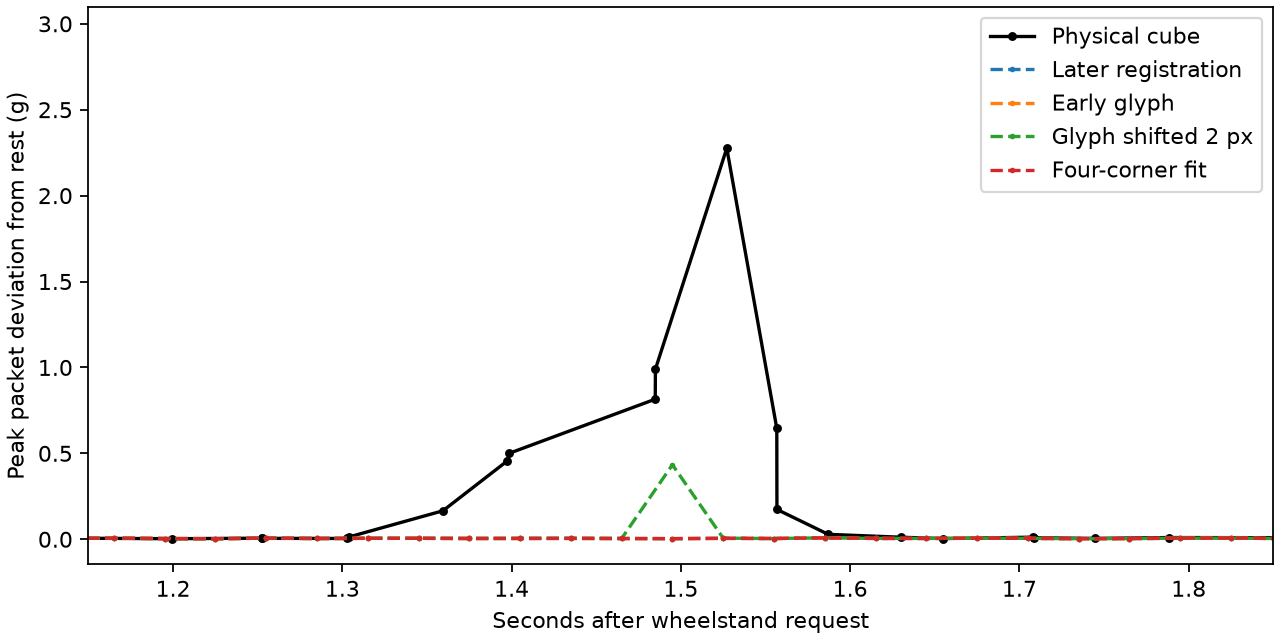 Peak packet deviation from rest (g)
3.0
2.5
2.0
1.5
1.0
0.5
0.0
Physical cube
Later registration
Early glyph
Glyph shifted 2 px
Four-corner fit
1.2 1.3 1.4 1.5 1.6 1.7 1.8
Seconds after wheelstand request